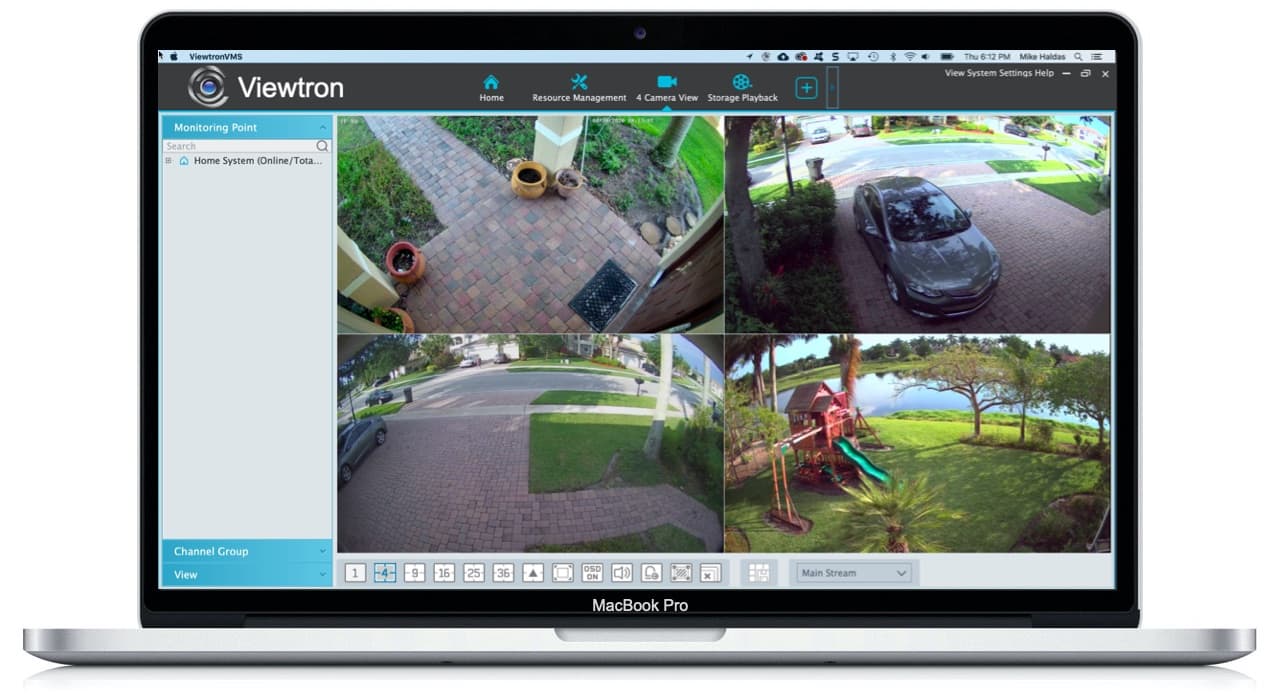 ViewtronVMS
Thu 6:12 PM Mike Haldas
Viewtron
Home
Resource Management
4 Camera View
Storage Playback
View System Settings Help
Monitoring Point
Search
Home System (Online/Tota...
Channel Group
View
1
4
9
16
25
36
OSD
ON
Main Stream
MacBook Pro